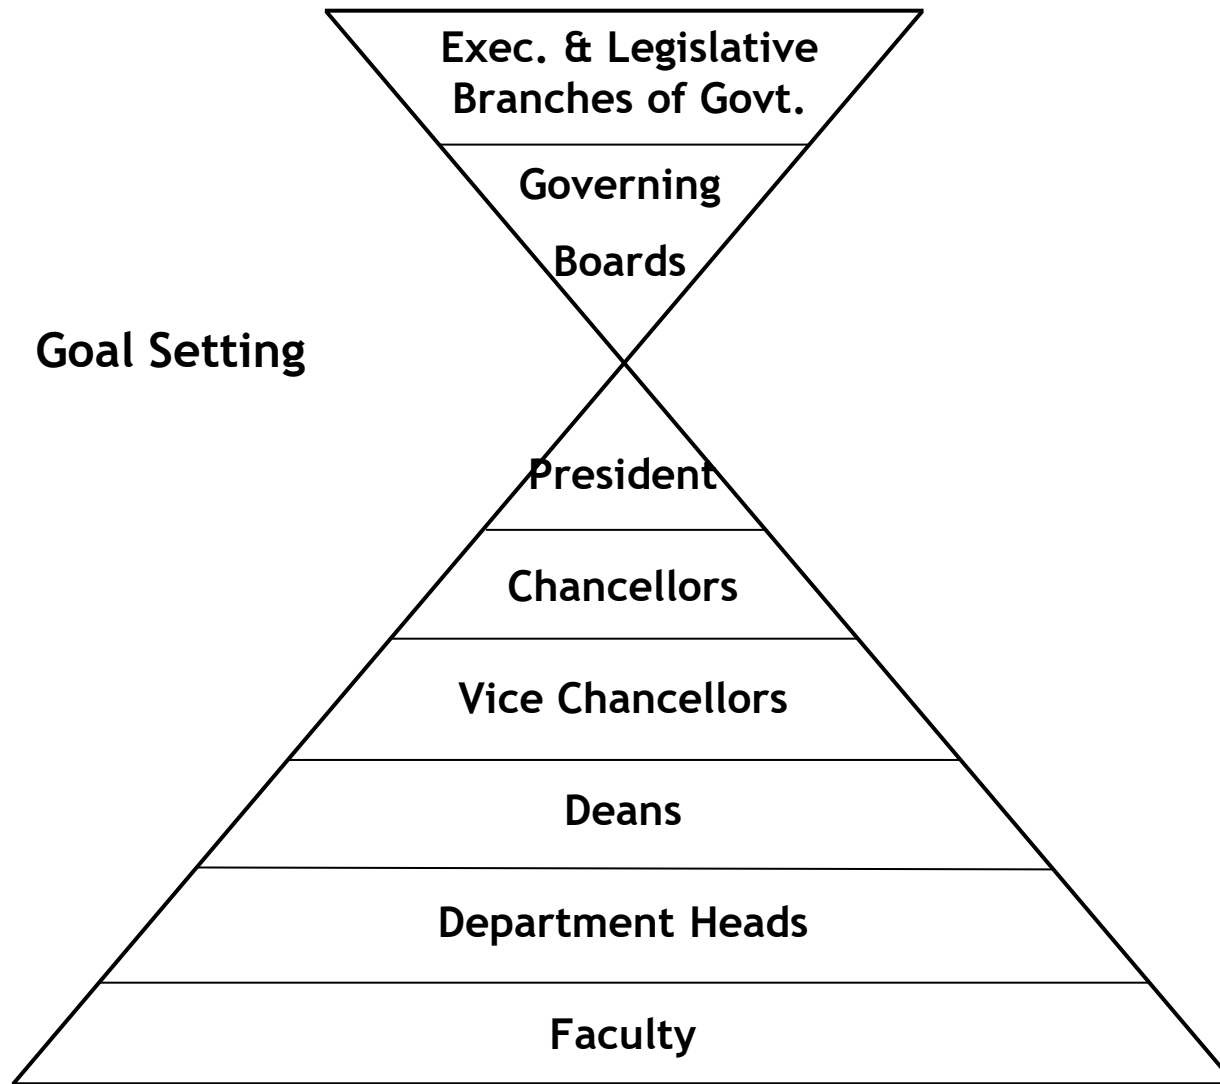 Exec. & Legislative
Branches of Govt.
Governing
Boards
Goal Setting
President
Chancellors
Vice Chancellors
Deans
Department Heads
Faculty